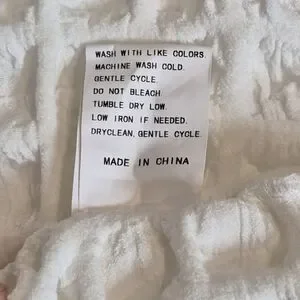 WASH WITH LIKE COLORS.
MACHINE WASH COLD.
GENTLE CYCLE.
DO NOT BLEACH.
TUMBLE DRY LOW.
LOW IRON IF NEEDED.
DRYCLEAN, GENTLE CYCLE.
MADE IN CHINA